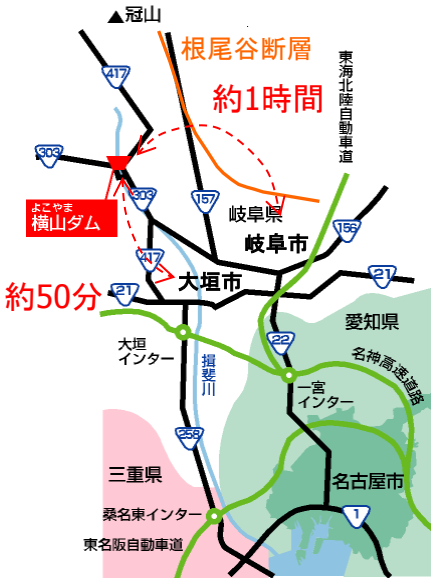 ▲冠山
根尾谷断層
417
東海北陸自動車道
約1時間
303
よこやま
横山ダム
303
157
岐阜県
岐阜市
156
417
大垣市
21
21
約50分
大垣
インター
揖斐川
22
愛知県
名神高速道路
一宮
インター
258
三重県
名古屋市
桑名東インター
1
東名阪自動車道